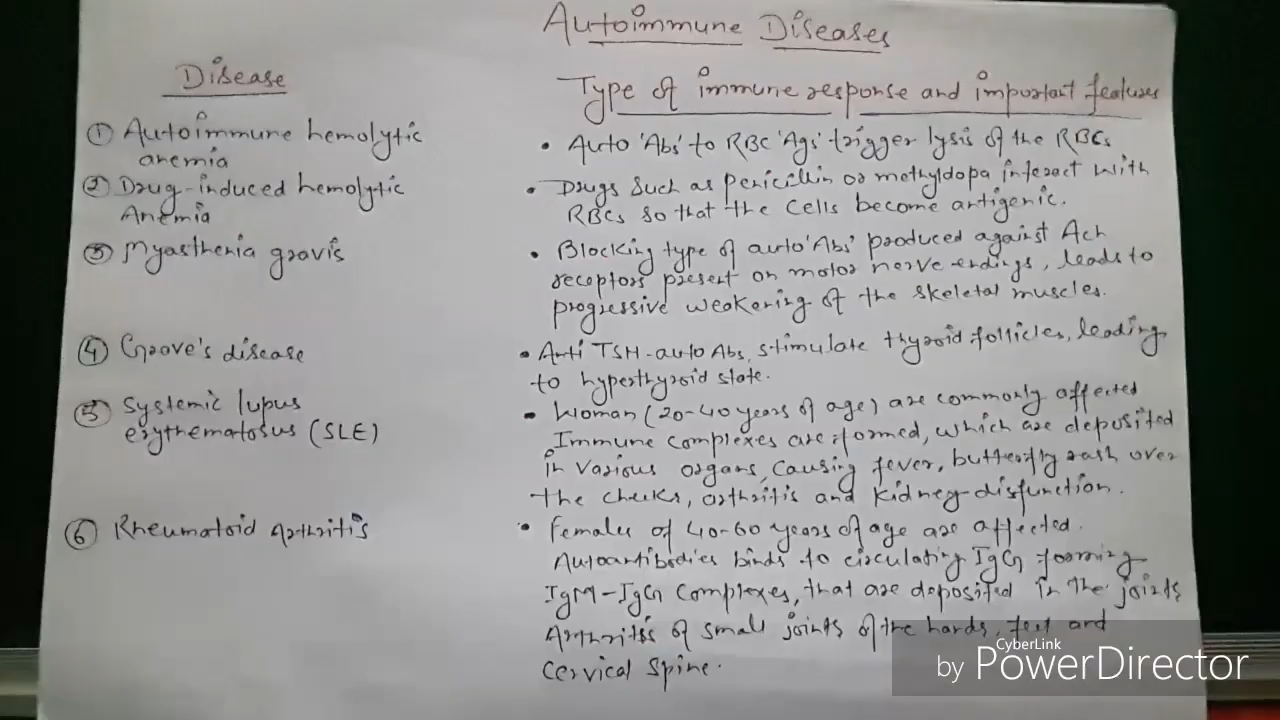 Autoimmune Diseases
Disease
Type of immune response and important features
① Autoimmune hemolytic
anemia
• Auto 'Abs' to RBC 'Ags' trigger lysis of the RBCs
② Drug-induced hemolytic
Anemia
• Drugs such as penicillin or methyldopa interact with
RBCs so that the cells become antigenic.
③ Myasthenia gravis
• Blocking type of auto 'Abs' produced against Ach
receptors present on motor nerve endings, leads to
progressive weakening of the skeletal muscles.
④ Groove's disease
• Anti TSH-auto Abs, stimulate thyroid follicles, leading
to hyperthyroid state.
⑤ Systemic lupus
erythematosus (SLE)
• Woman (20-40 years of age) are commonly affected
Immune complexes are formed, which are deposited
in various organs, causing fever, butterfly rash over
the cheeks, arthritis and kidney-disfunction.
⑥ Rheumatoid Arthritis
• Females of 40-60 years of age are affected.
Autoantibodies binds to circulating IgG forming
IgM-IgG complexes, that are deposited in the joints
Arthritis of small joints of the hands, feet and
cervical spine.
CyberLink
by PowerDirector